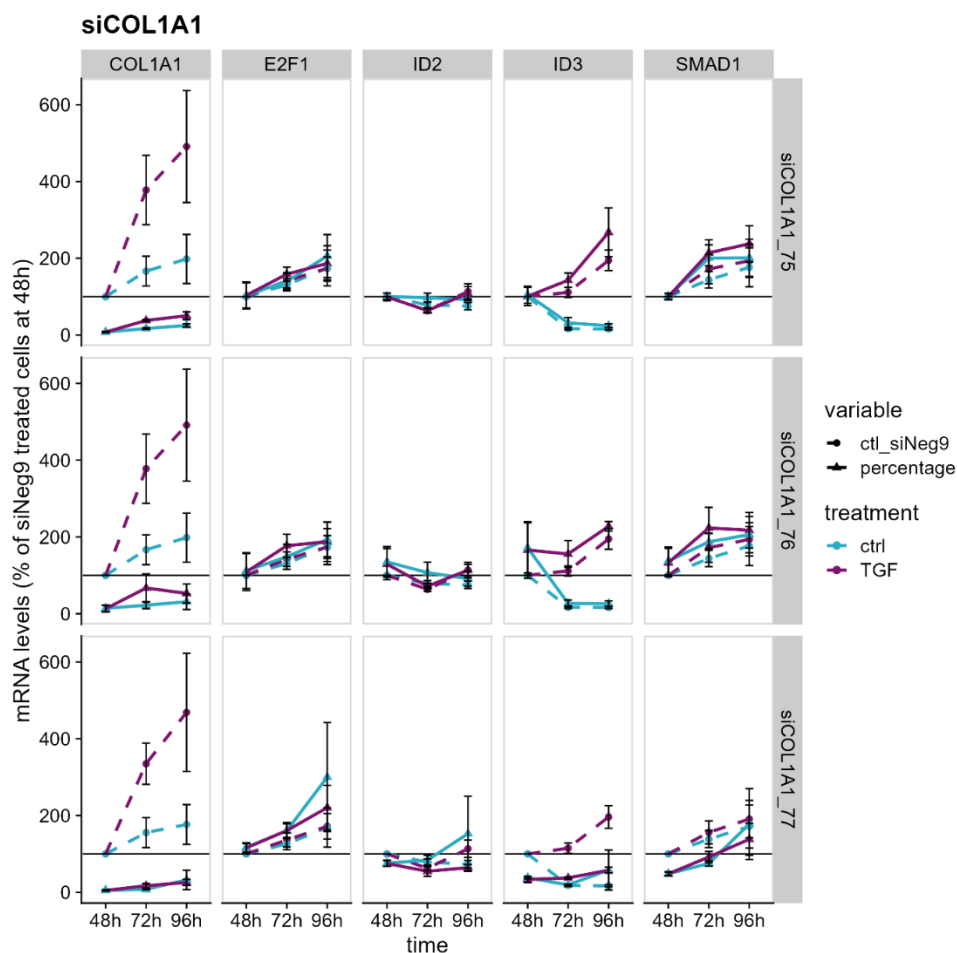 siCOL1A1
COL1A1 E2F1 ID2 ID3 SMAD1
mRNA levels (% of siNeg9 treated cells at 48h)
600
400
200
0
siCOL1A1_75
600
400
200
0
siCOL1A1_76
600
400
200
0
siCOL1A1_77
48h 72h 96h 48h 72h 96h 48h 72h 96h 48h 72h 96h 48h 72h 96h
time
variable
ctl_siNeg9
percentage
treatment
ctrl
TGF